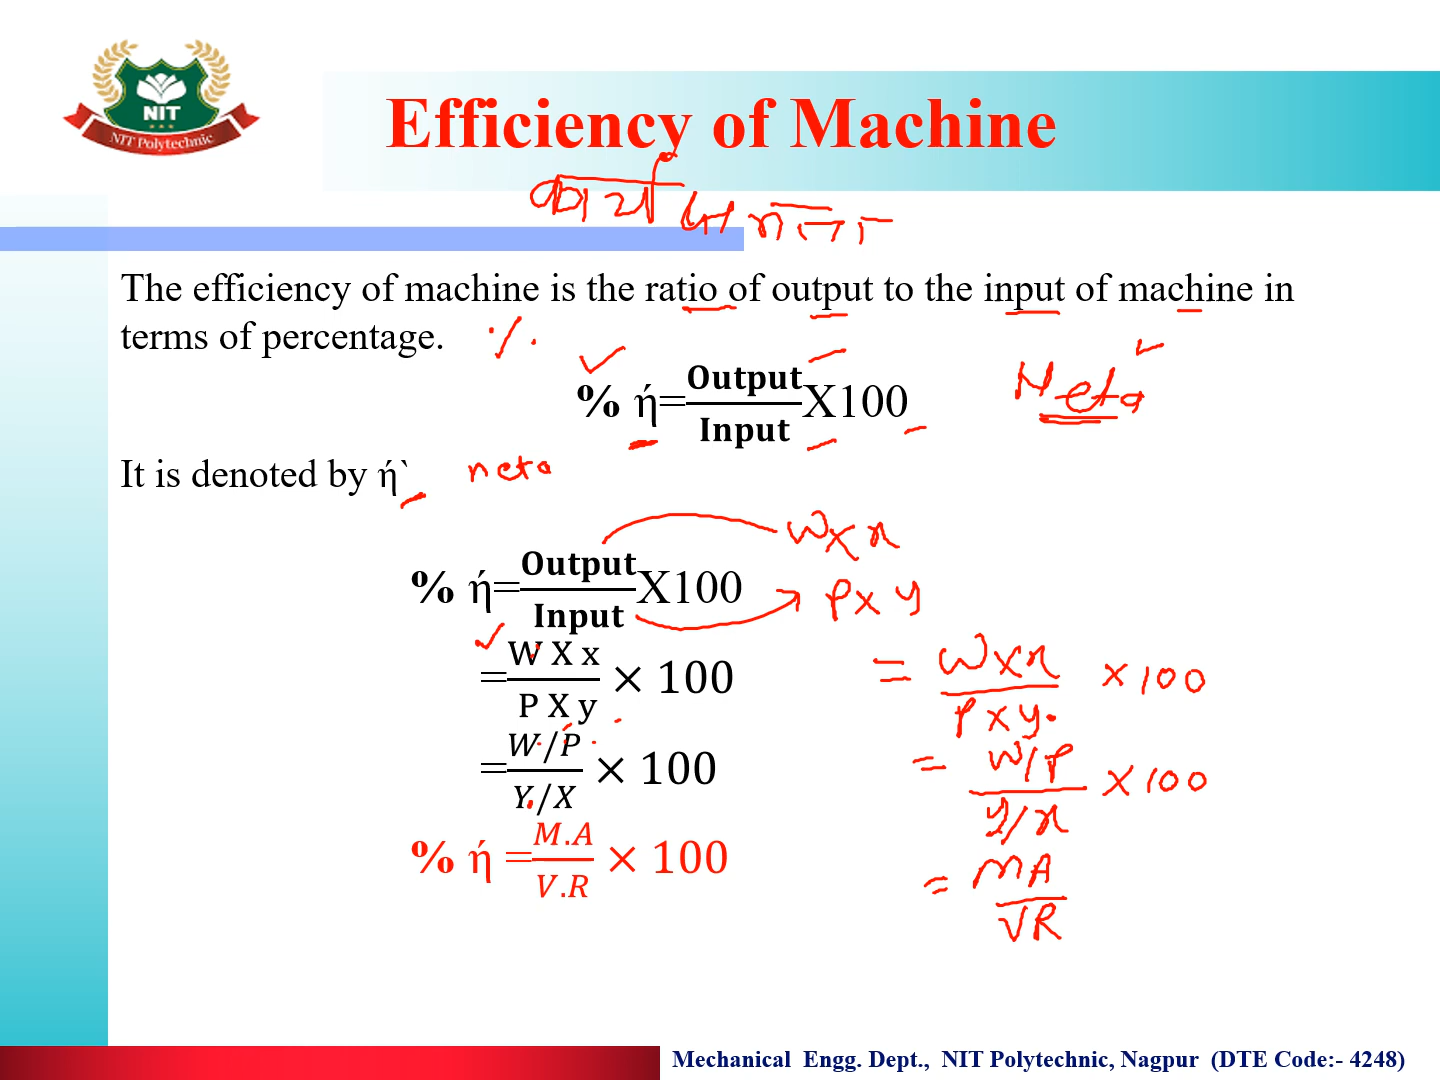 NIT
NIT Polytechnic
Efficiency of Machine
कार्य क्षमता
The efficiency of machine is the ratio of output to the input of machine in
terms of percentage. %
% ή=Output/Input X100
Neta
It is denoted by ή` neta
W X x
% ή=Output/Input X100
P X y
=W X x/P X y × 100
= W X x/P X y × 100
=W/P/Y/X × 100
= W/P/y/x × 100
% ή =M.A/V.R × 100
= MA/VR
Mechanical Engg. Dept., NIT Polytechnic, Nagpur (DTE Code:- 4248)